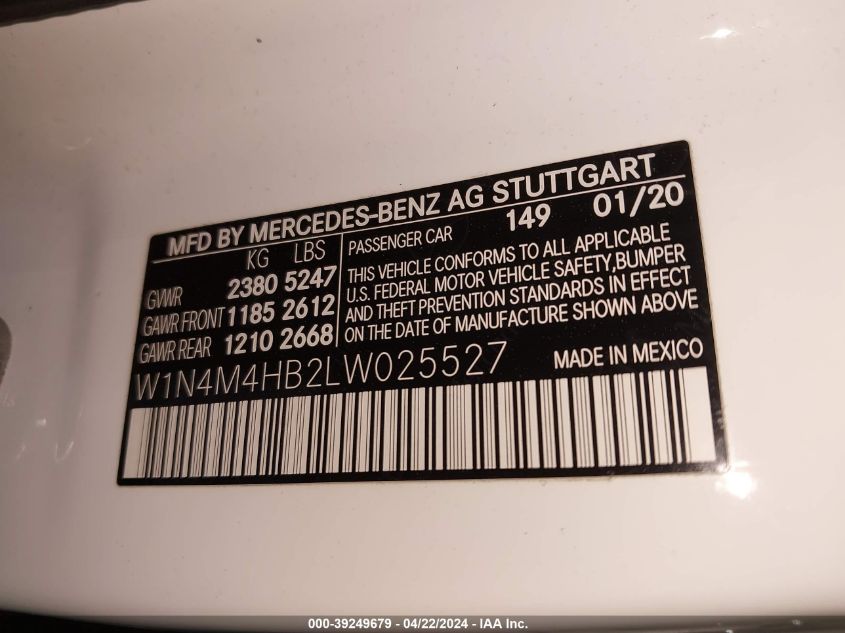 MFD BY MERCEDES-BENZ AG STUTTGART
KG LBS
GVWR 2380 5247
GAWR FRONT 1185 2612
GAWR REAR 1210 2668
PASSENGER CAR 149 01/20
THIS VEHICLE CONFORMS TO ALL APPLICABLE
U.S. FEDERAL MOTOR VEHICLE SAFETY,BUMPER
AND THEFT PREVENTION STANDARDS IN EFFECT
ON THE DATE OF MANUFACTURE SHOWN ABOVE
W1N4M4HB2LW025527
MADE IN MEXICO
000-39249679 - 04/22/2024 - IAA Inc.